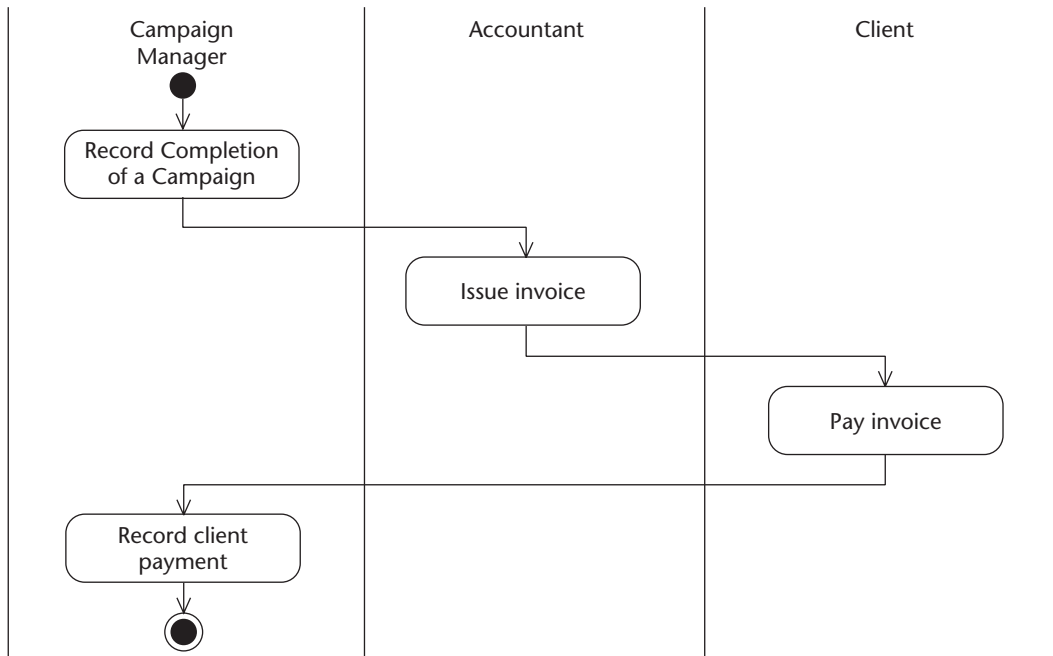 Campaign
Manager
Accountant
Client
Record Completion
of a Campaign
Issue invoice
Pay invoice
Record client
payment